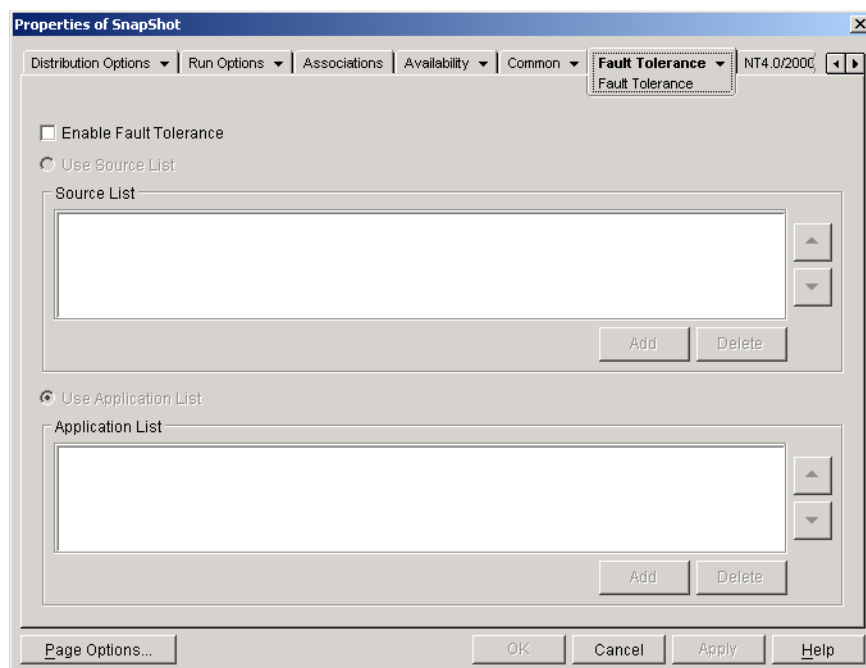 Properties of SnapShot
Distribution Options Run Options Associations Availability Common Fault Tolerance NT4.0/2000
Fault Tolerance
Enable Fault Tolerance
Use Source List
Source List
Add Delete
Use Application List
Application List
Add Delete
Page Options... OK Cancel Apply Help